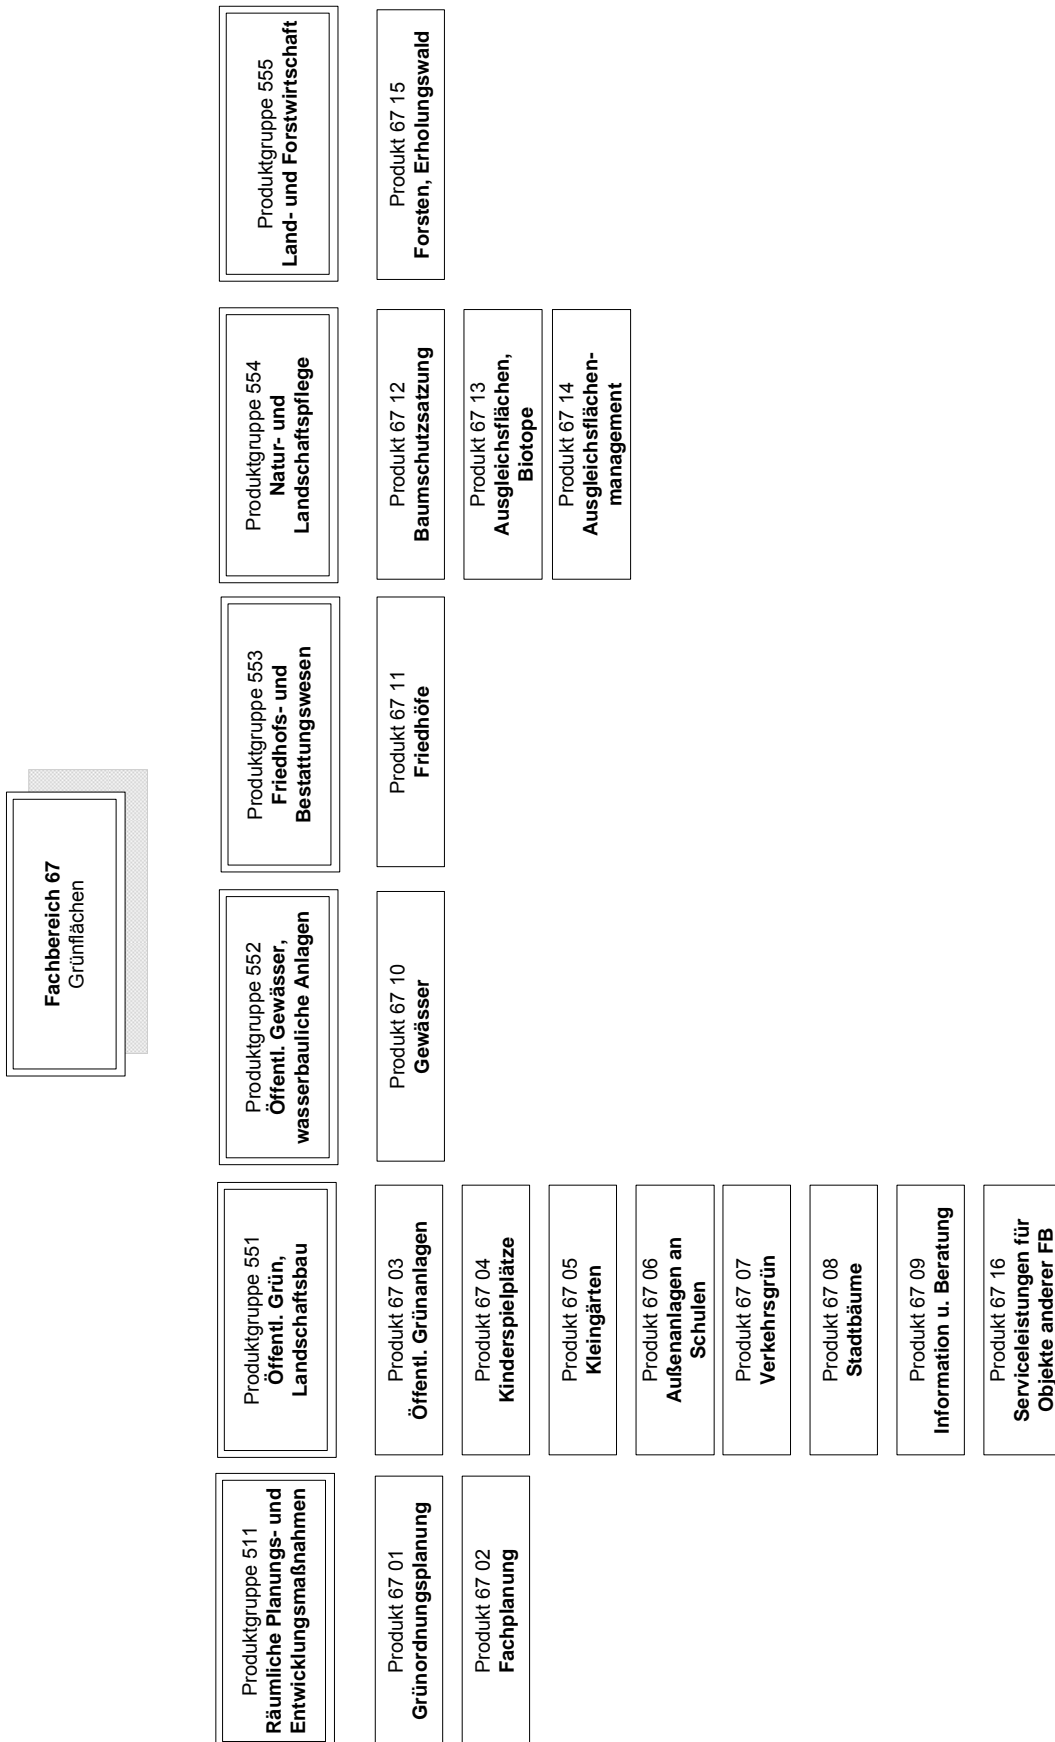 Fachbereich 67
Grünflächen
Produktgruppe 511
Räumliche Planungs- und
Entwicklungsmaßnahmen
Produkt 67 01
Grünordnungsplanung
Produkt 67 02
Fachplanung
Produktgruppe 551
Öffentl. Grün,
Landschaftsbau
Produkt 67 03
Öffentl. Grünanlagen
Produkt 67 04
Kinderspielplätze
Produkt 67 05
Kleingärten
Produkt 67 06
Außenanlagen an
Schulen
Produkt 67 07
Verkehrsgrün
Produkt 67 08
Stadtbäume
Produkt 67 09
Information u. Beratung
Produkt 67 16
Serviceleistungen für
Objekte anderer FB
Produktgruppe 552
Öffentl. Gewässer,
wasserbauliche Anlagen
Produkt 67 10
Gewässer
Produktgruppe 553
Friedhofs- und
Bestattungswesen
Produkt 67 11
Friedhöfe
Produktgruppe 554
Natur- und
Landschaftspflege
Produkt 67 12
Baumschutzsatzung
Produkt 67 13
Ausgleichsflächen,
Biotope
Produkt 67 14
Ausgleichsflächen-
management
Produktgruppe 555
Land- und Forstwirtschaft
Produkt 67 15
Forsten, Erholungswald